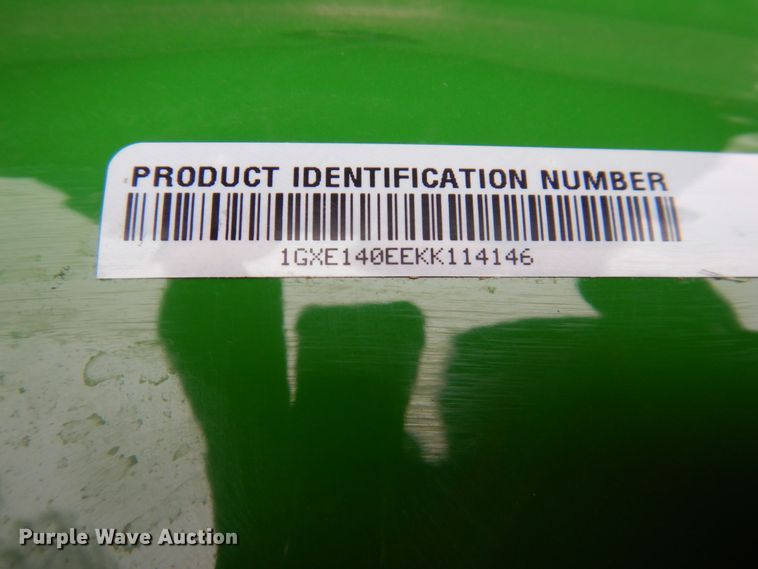 PRODUCT IDENTIFICATION NUMBER
1GXE140EEKK114146
Purple Wave Auction